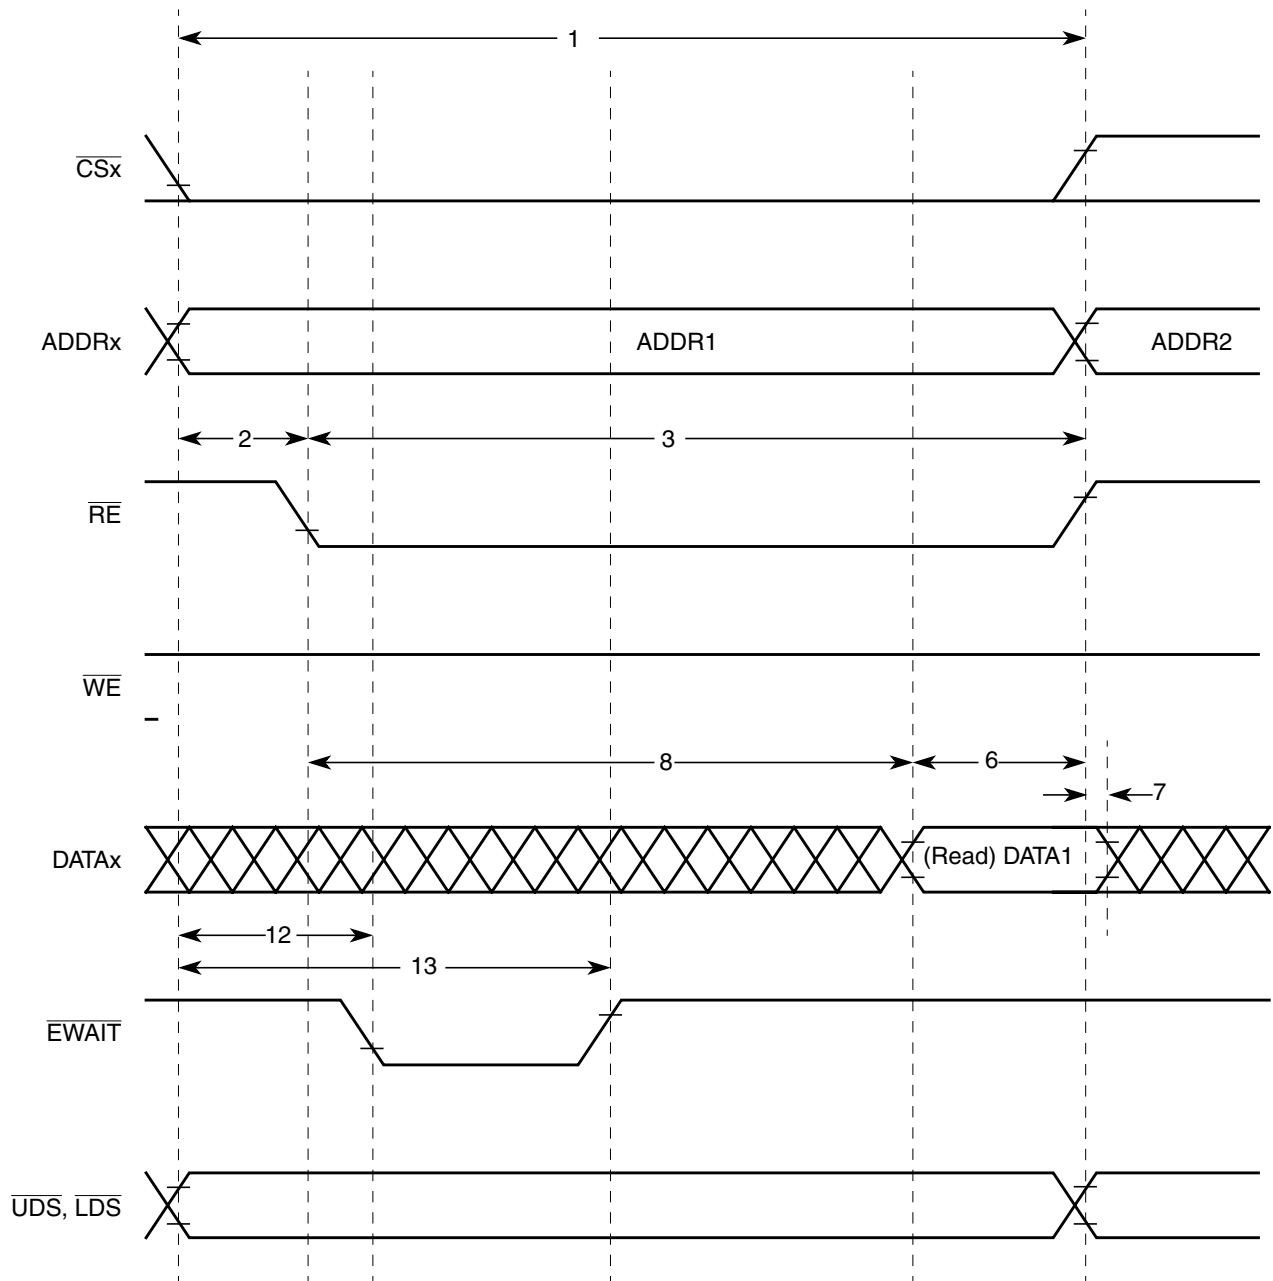 1
CSx
ADDRx ADDR1 ADDR2
2 3
RE
WE
8 6
7
DATAx (Read) DATA1
12
13
EWAIT
UDS, LDS